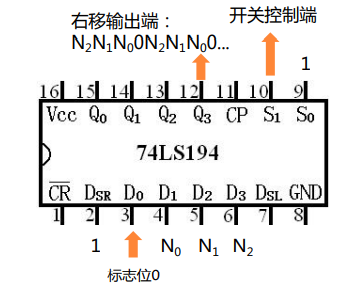 右移输出端：
开关控制端
N₂N₁N₀0N₂N₁N₀0...
1
16 15 14 13 12 11 10 9
Vcc Q₀ Q₁ Q₂ Q₃ CP S₁ S₀
74LS194
C̅R̅ DSR D₀ D₁ D₂ D₃ DSL GND
1 2 3 4 5 6 7 8
1 N₀ N₁ N₂
标志位0